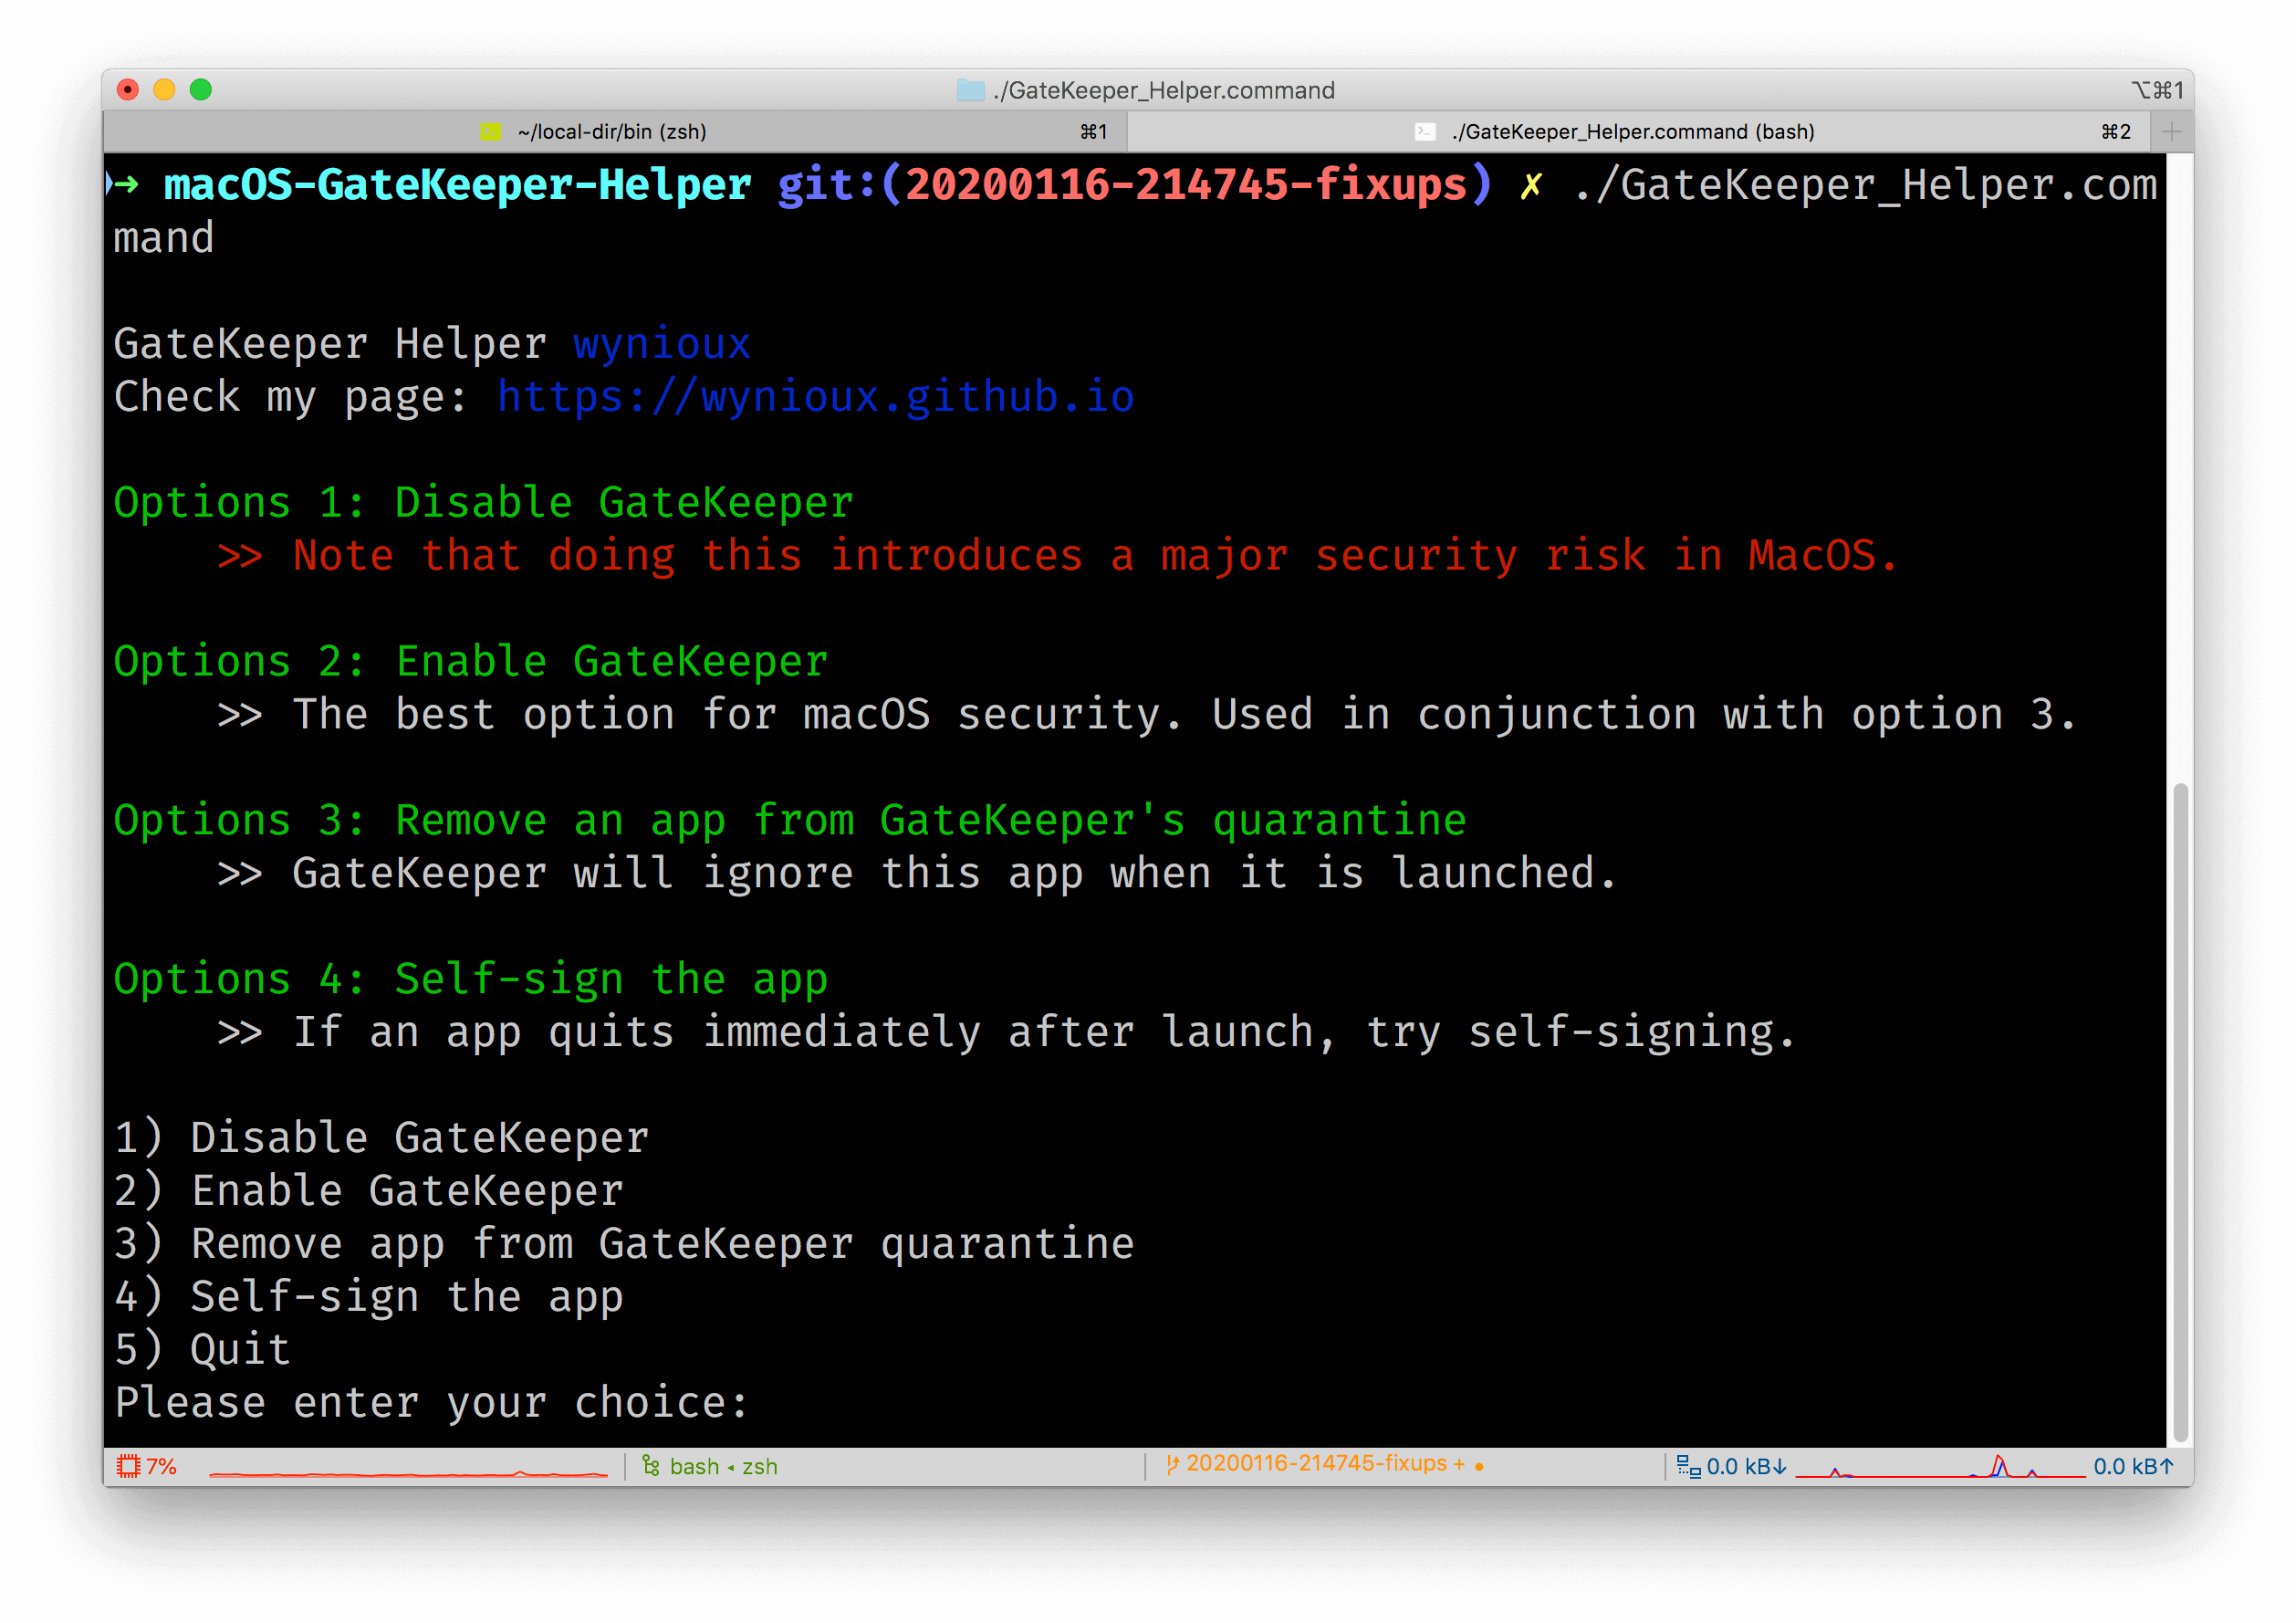 ./GateKeeper_Helper.command ⌥⌘1
~/local-dir/bin (zsh) ⌘1 ./GateKeeper_Helper.command (bash) ⌘2
➜ macOS-GateKeeper-Helper git:(20200116-214745-fixups) ✗ ./GateKeeper_Helper.com
mand
GateKeeper Helper wynioux
Check my page: https://wynioux.github.io
Options 1: Disable GateKeeper
>> Note that doing this introduces a major security risk in MacOS.
Options 2: Enable GateKeeper
>> The best option for macOS security. Used in conjunction with option 3.
Options 3: Remove an app from GateKeeper's quarantine
>> GateKeeper will ignore this app when it is launched.
Options 4: Self-sign the app
>> If an app quits immediately after launch, try self-signing.
1) Disable GateKeeper
2) Enable GateKeeper
3) Remove app from GateKeeper quarantine
4) Self-sign the app
5) Quit
Please enter your choice:
7% bash ◂ zsh 20200116-214745-fixups + ● 0.0 kB↓ 0.0 kB↑